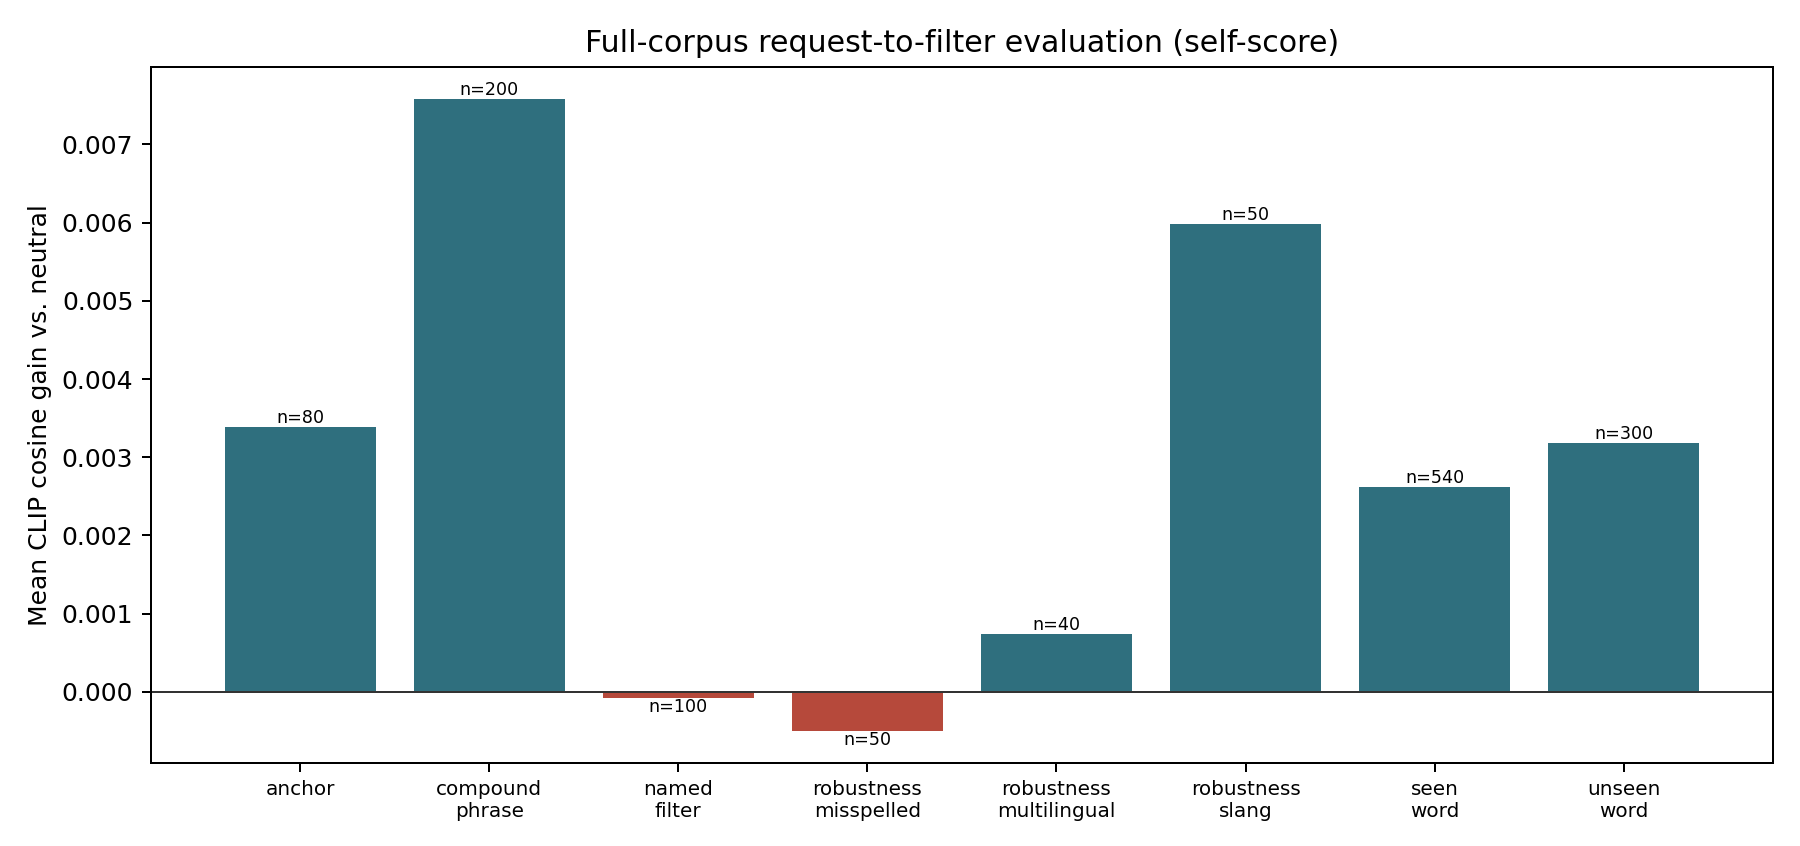 Full-corpus request-to-filter evaluation (self-score)
Mean CLIP cosine gain vs. neutral
0.007
0.006
0.005
0.004
0.003
0.002
0.001
0.000
n=80
n=200
n=100
n=50
n=40
n=50
n=540
n=300
anchor
compound
phrase
named
filter
robustness
misspelled
robustness
multilingual
robustness
slang
seen
word
unseen
word